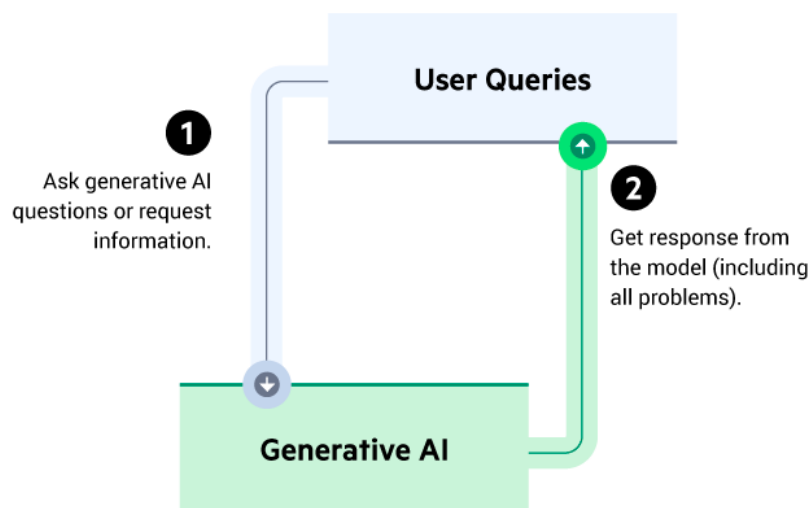 User Queries
1
Ask generative AI
questions or request
information.
2
Get response from
the model (including
all problems).
Generative AI